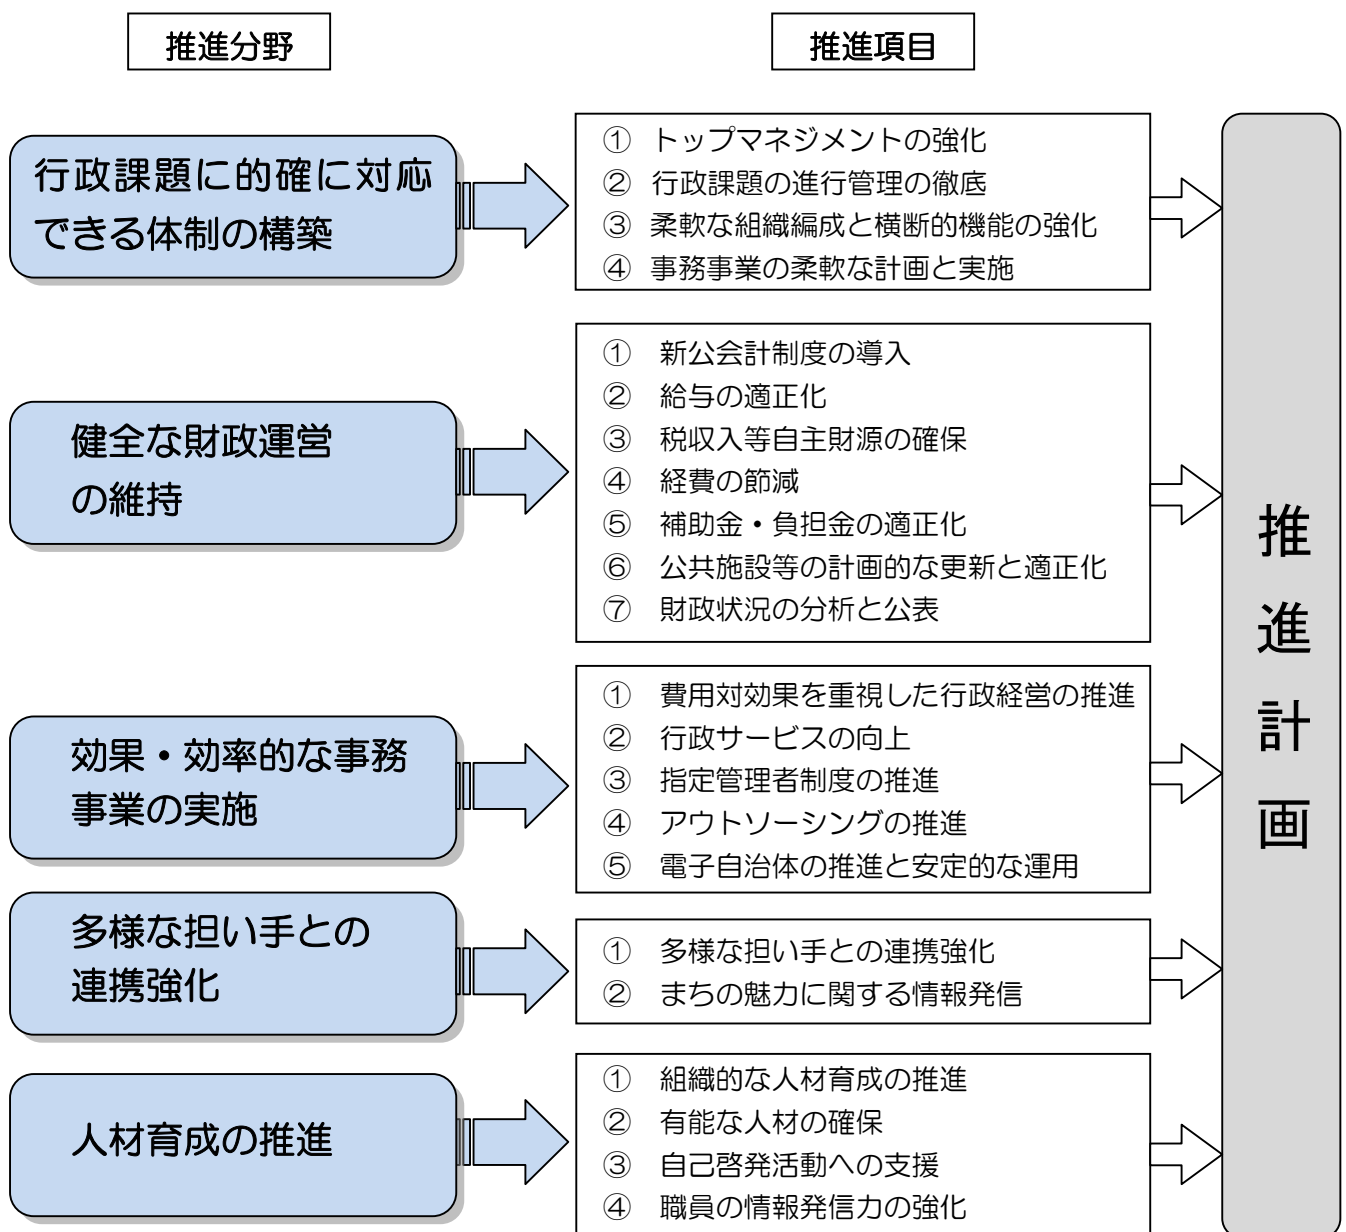 推進分野
推進項目
行政課題に的確に対応
できる体制の構築
① トップマネジメントの強化
② 行政課題の進行管理の徹底
③ 柔軟な組織編成と横断的機能の強化
④ 事務事業の柔軟な計画と実施
健全な財政運営
の維持
① 新公会計制度の導入
② 給与の適正化
③ 税収入等自主財源の確保
④ 経費の節減
⑤ 補助金・負担金の適正化
⑥ 公共施設等の計画的な更新と適正化
⑦ 財政状況の分析と公表
効果・効率的な事務
事業の実施
① 費用対効果を重視した行政経営の推進
② 行政サービスの向上
③ 指定管理者制度の推進
④ アウトソーシングの推進
⑤ 電子自治体の推進と安定的な運用
多様な担い手との
連携強化
① 多様な担い手との連携強化
② まちの魅力に関する情報発信
人材育成の推進
① 組織的な人材育成の推進
② 有能な人材の確保
③ 自己啓発活動への支援
④ 職員の情報発信力の強化
推進計画